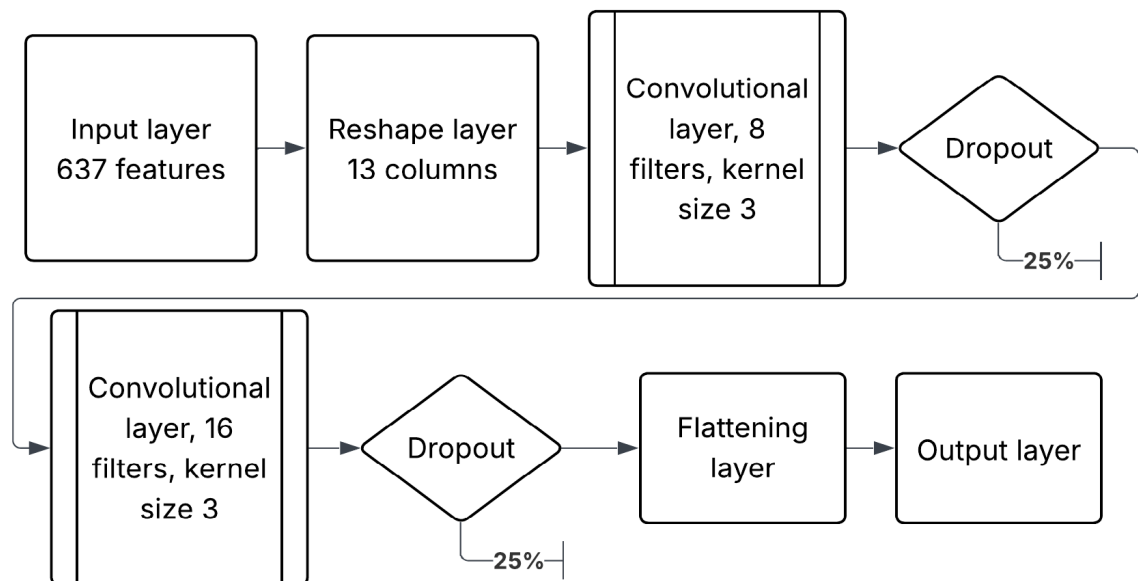 Input layer
637 features
Reshape layer
13 columns
Convolutional
layer, 8
filters, kernel
size 3
Dropout
25%
Convolutional
layer, 16
filters, kernel
size 3
Dropout
25%
Flattening
layer
Output layer